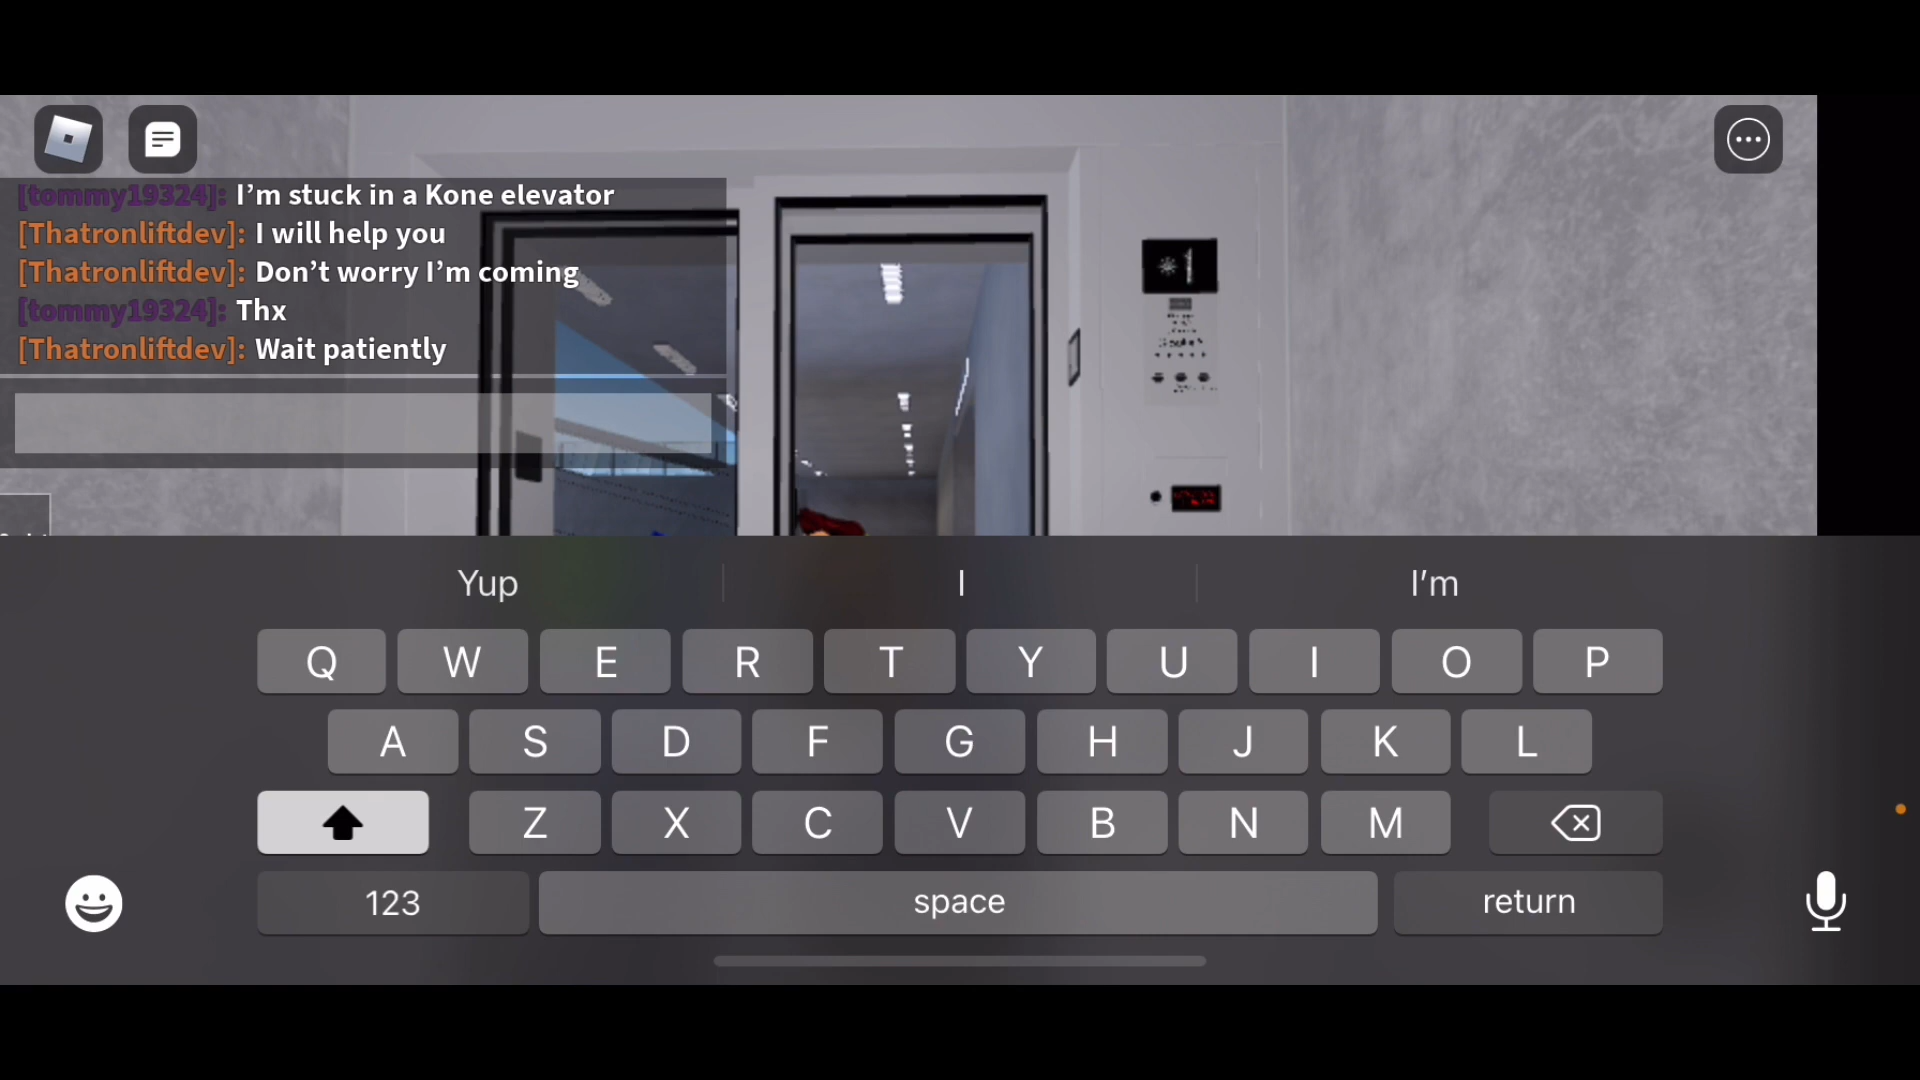 [tommy19324]: I’m stuck in a Kone elevator
[Thatronliftdev]: I will help you
[Thatronliftdev]: Don’t worry I’m coming
[tommy19324]: Thx
[Thatronliftdev]: Wait patiently
Yup I I’m
Q W E R T Y U I O P
A S D F G H J K L
Z X C V B N M
123 space return